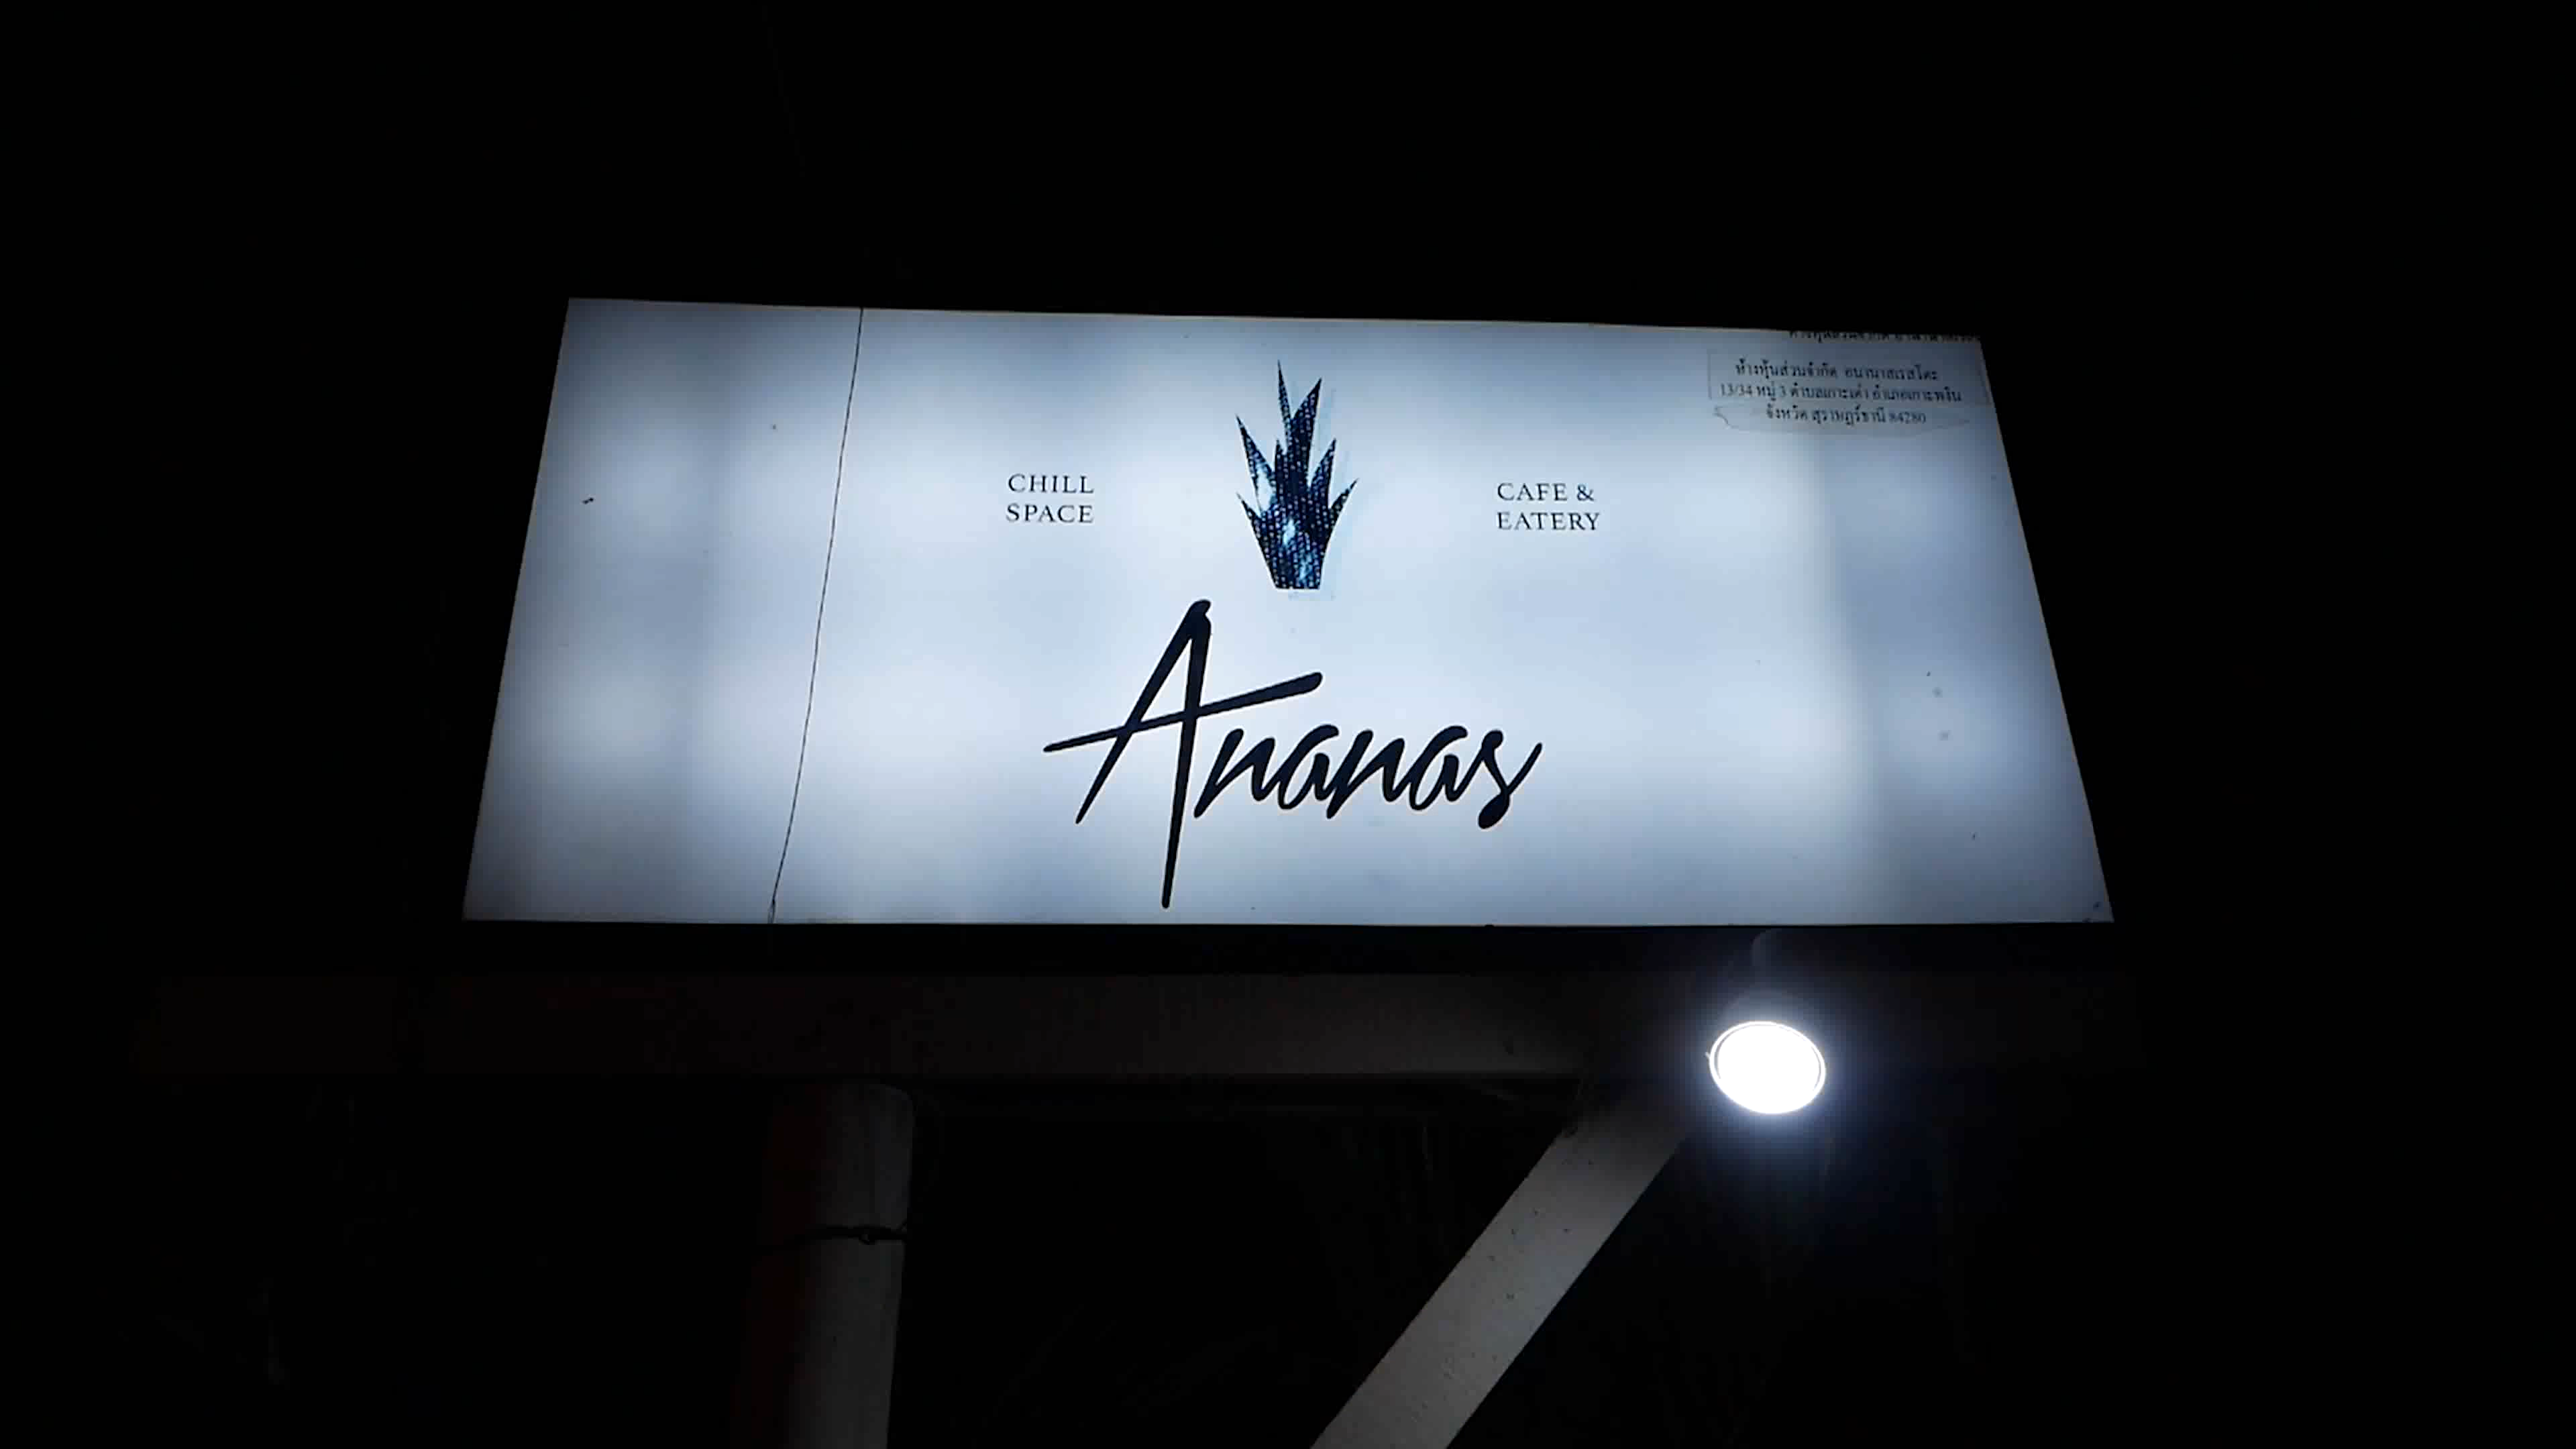 ห้างหุ้นส่วนจำกัด อนานาสเรสโตะ
13/34 หมู่ 3 ตำบลเกาะเต่า อำเภอเกาะพงัน
จังหวัด สุราษฎร์ธานี 84280
CHILL
SPACE
CAFE &
EATERY
Ananas